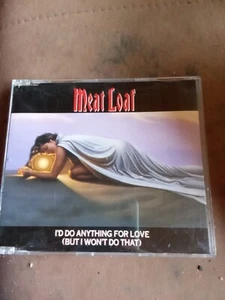 Meat Loaf
I'D DO ANYTHING FOR LOVE
(BUT I WON'T DO THAT)